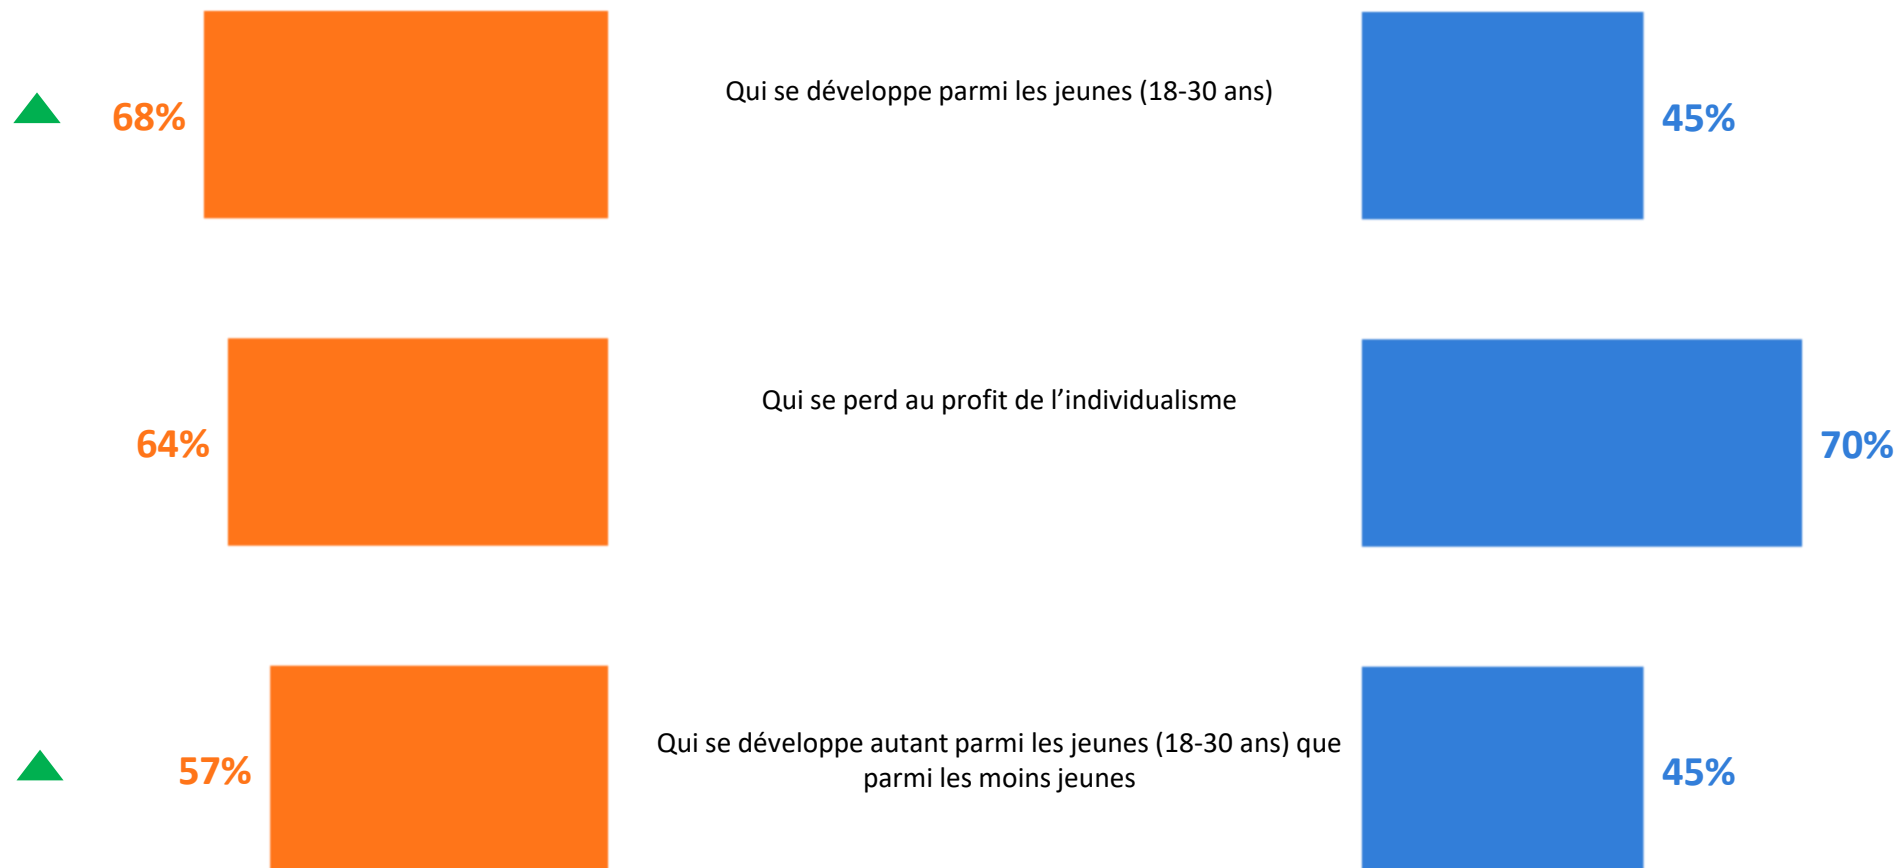 68%
Qui se développe parmi les jeunes (18-30 ans)
45%
64%
Qui se perd au profit de l’individualisme
70%
57%
Qui se développe autant parmi les jeunes (18-30 ans) que
parmi les moins jeunes
45%